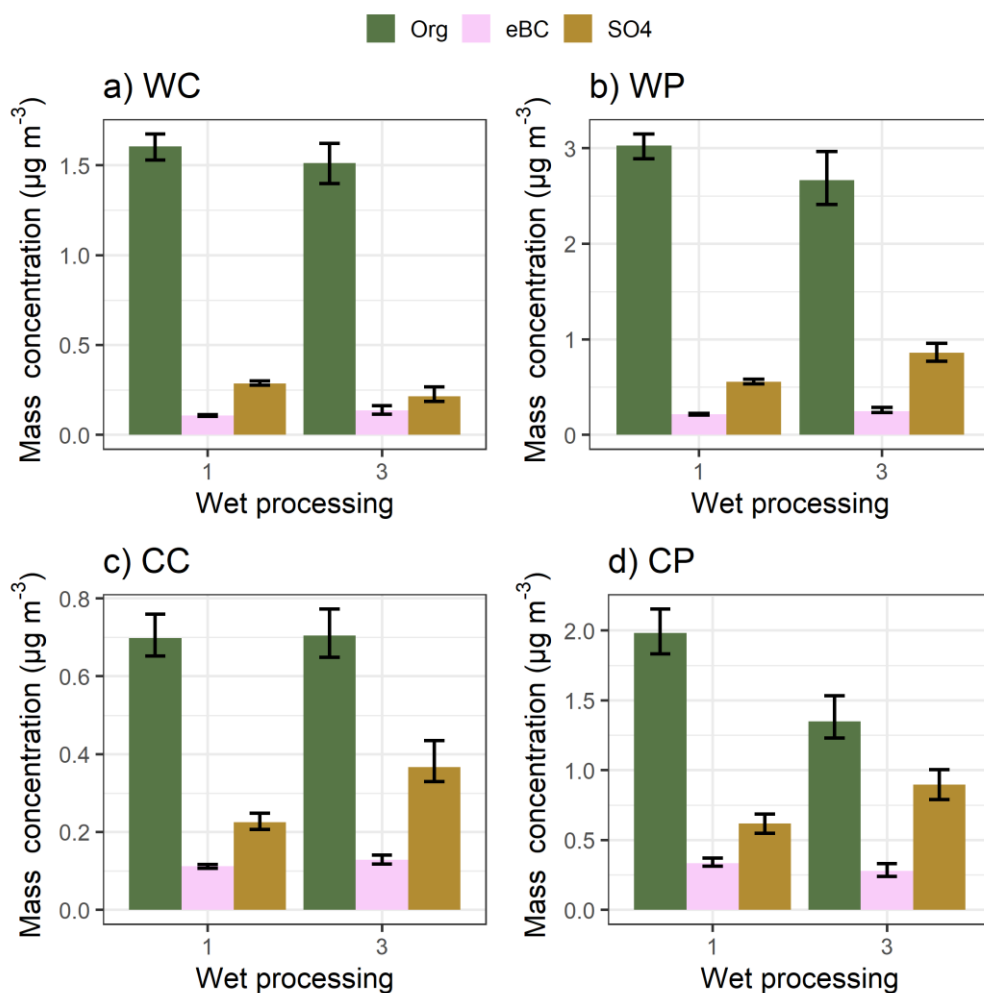 Org eBC SO4
a) WC
Mass concentration (µg m⁻³)
1.5
1.0
0.5
0.0
1 3
Wet processing
b) WP
Mass concentration (µg m⁻³)
3
2
1
0
1 3
Wet processing
c) CC
Mass concentration (µg m⁻³)
0.8
0.6
0.4
0.2
0.0
1 3
Wet processing
d) CP
Mass concentration (µg m⁻³)
2.0
1.5
1.0
0.5
0.0
1 3
Wet processing